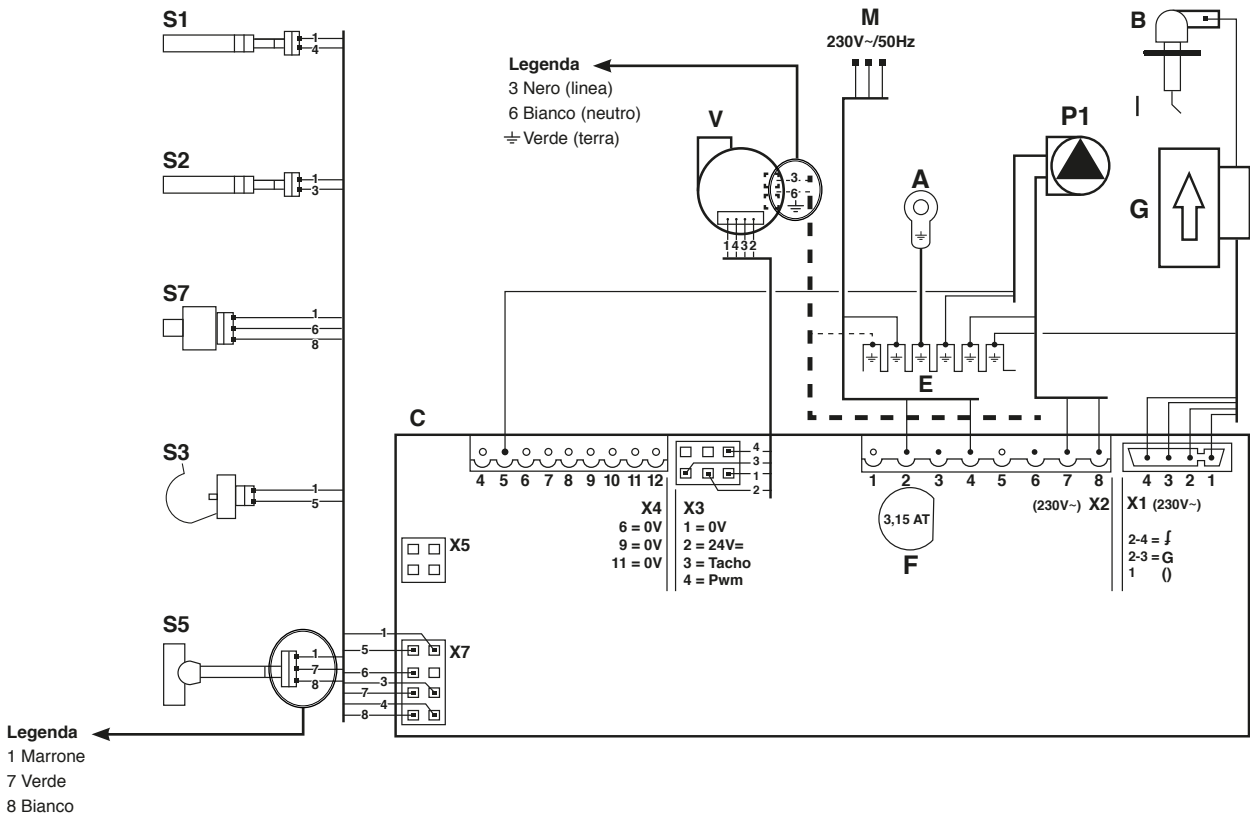 S1
1
4
S2
1
3
S7
1
6
8
S3
1
5
S5
1
7
8
Legenda
1 Marrone
7 Verde
8 Bianco
Legenda
3 Nero (linea)
6 Bianco (neutro)
⏚ Verde (terra)
V
3
6
1 4 3 2
M
230V~/50Hz
A
P1
B
I
G
E
C
4 5 6 7 8 9 10 11 12
X4
6 = 0V
9 = 0V
11 = 0V
4
3
1
2
X3
1 = 0V
2 = 24V=
3 = Tacho
4 = Pwm
1 2 3 4 5 6 7 8
(230V~) X2
3,15 AT
F
4 3 2 1
X1 (230V~)
2-4 = ⨍
2-3 = G
1 ()
X5
X7
1
5
6
3
7
4
8